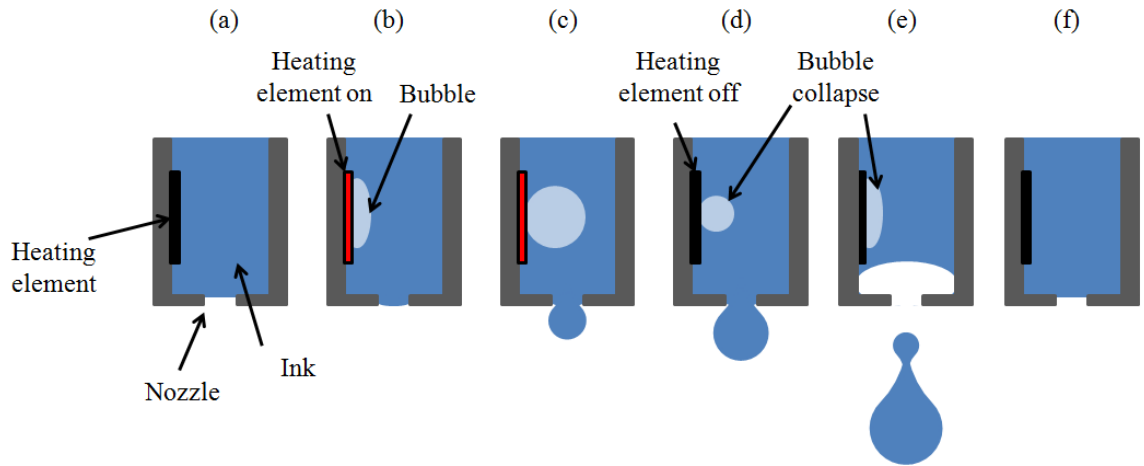 (a)
(b)
(c)
(d)
(e)
(f)
Heating
element on
Bubble
Heating
element off
Bubble
collapse
Heating
element
Nozzle
Ink